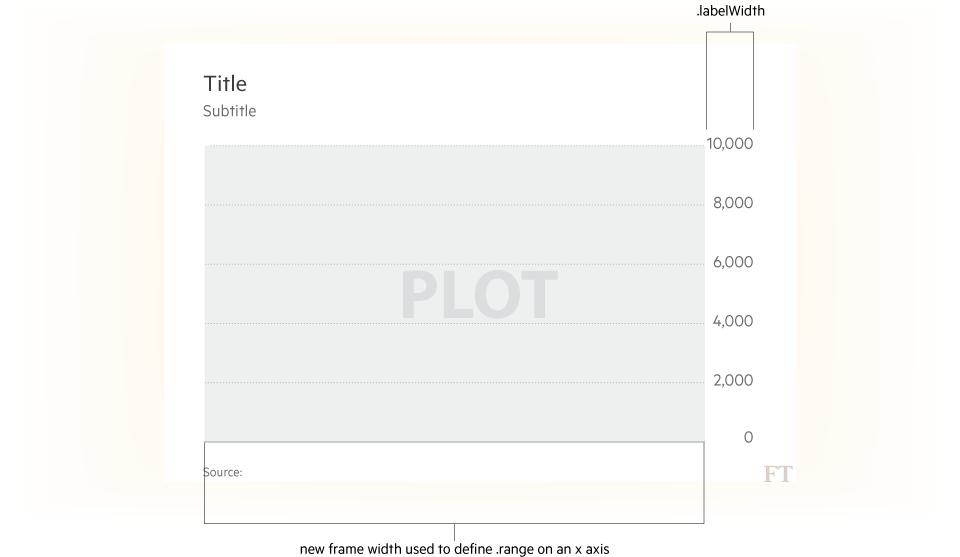 .labelWidth
Title
Subtitle
10,000
8,000
6,000
PLOT
4,000
2,000
0
Source:
FT
new frame width used to define .range on an x axis